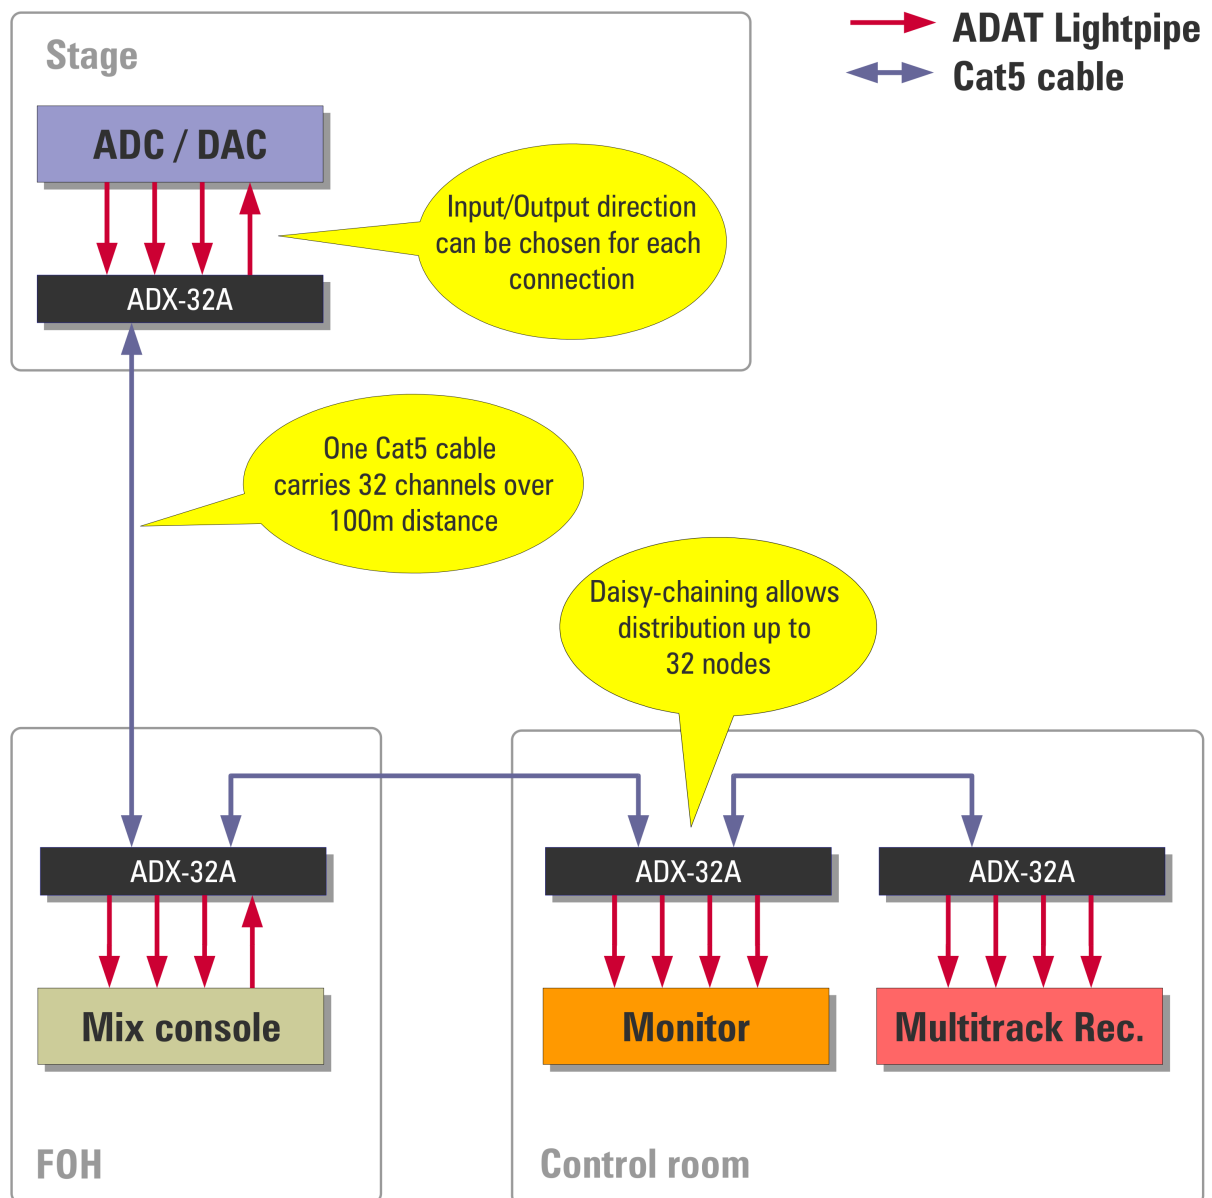 Stage
ADAT Lightpipe
Cat5 cable
ADC / DAC
Input/Output direction
can be chosen for each
connection
ADX-32A
One Cat5 cable
carries 32 channels over
100m distance
Daisy-chaining allows
distribution up to
32 nodes
ADX-32A
ADX-32A
ADX-32A
Mix console
Monitor
Multitrack Rec.
FOH
Control room